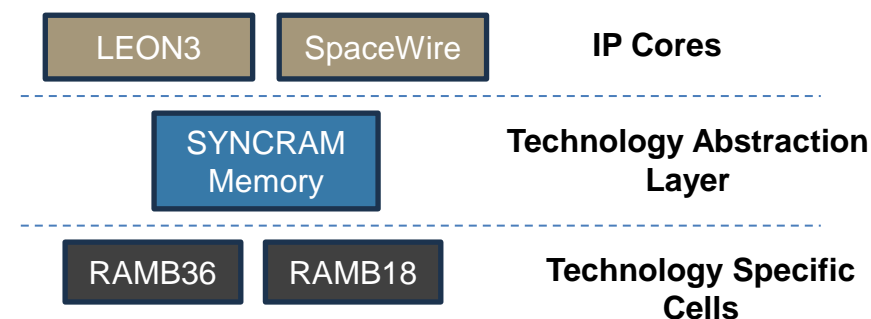 LEON3 SpaceWire IP Cores
SYNCRAM
Memory
Technology Abstraction
Layer
RAMB36 RAMB18
Technology Specific
Cells